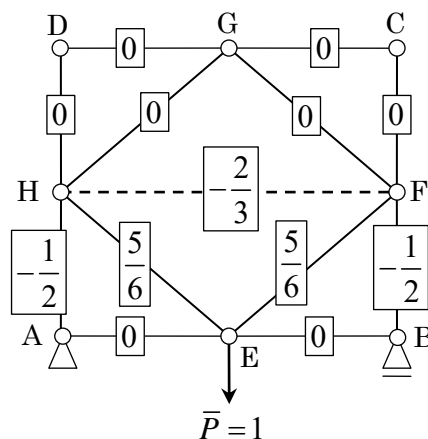 D 0 G 0 C
0 0 0 0
H -2/3 F
-1/2 5/6 5/6 -1/2
A 0 E 0 B
P̅ = 1